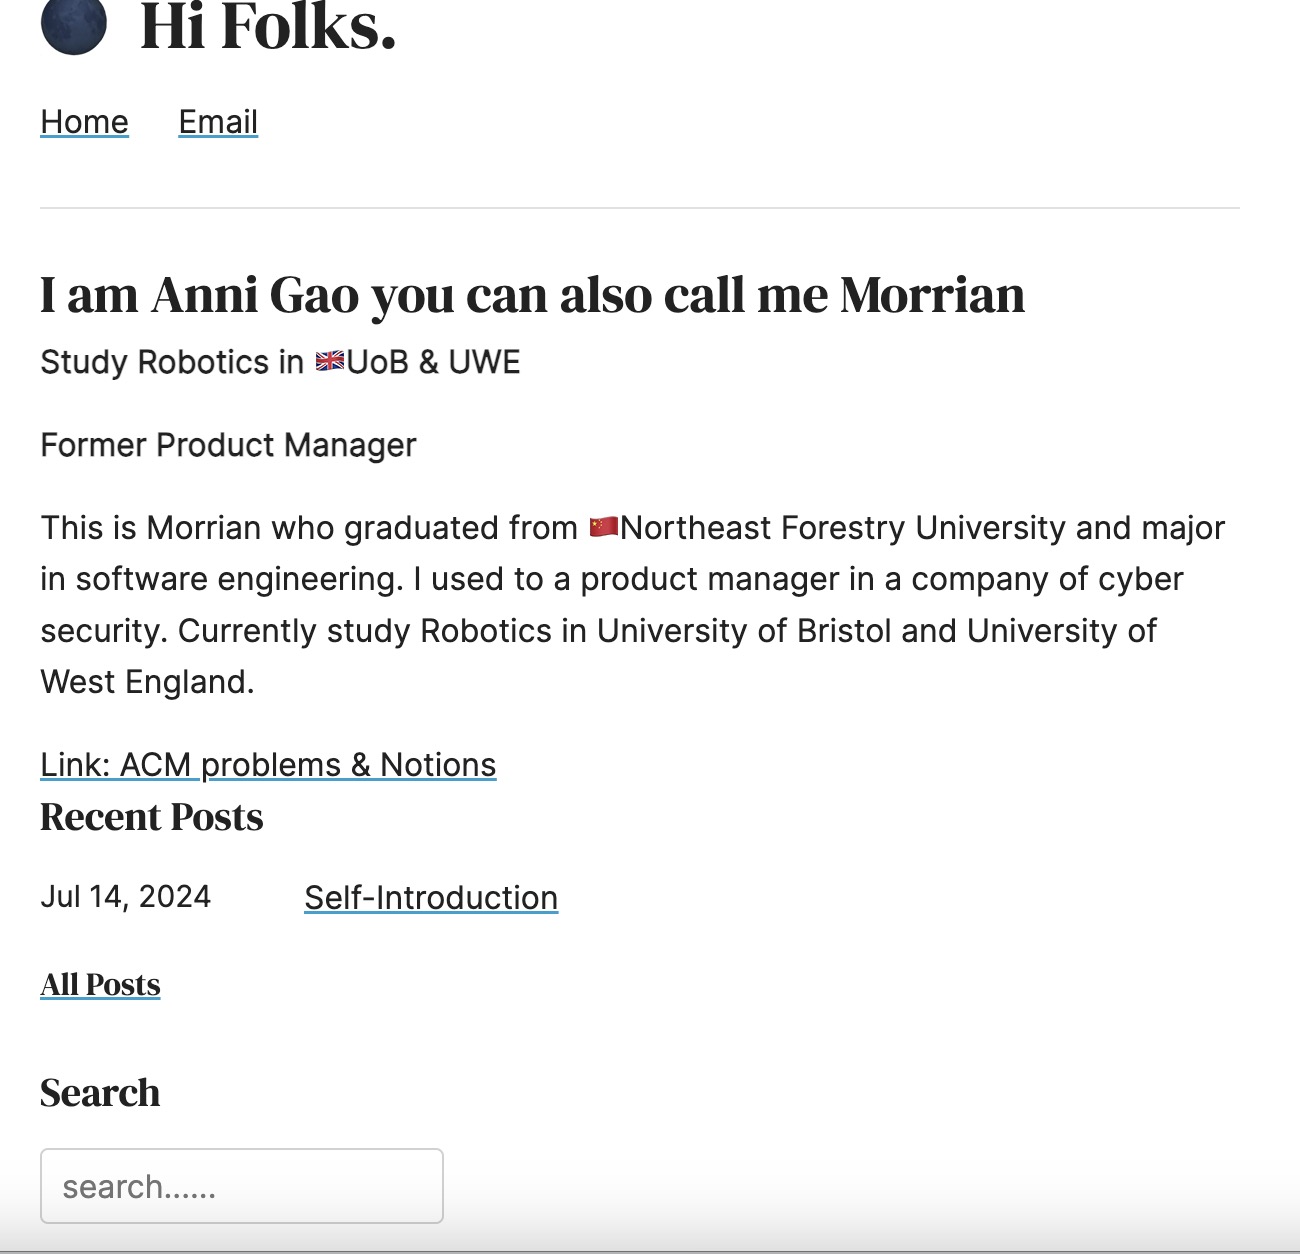 Hi Folks.
Home Email
I am Anni Gao you can also call me Morrian
Study Robotics in 🇬🇧UoB & UWE
Former Product Manager
This is Morrian who graduated from 🇨🇳Northeast Forestry University and major
in software engineering. I used to a product manager in a company of cyber
security. Currently study Robotics in University of Bristol and University of
West England.
Link: ACM problems & Notions
Recent Posts
Jul 14, 2024 Self-Introduction
All Posts
Search
search......